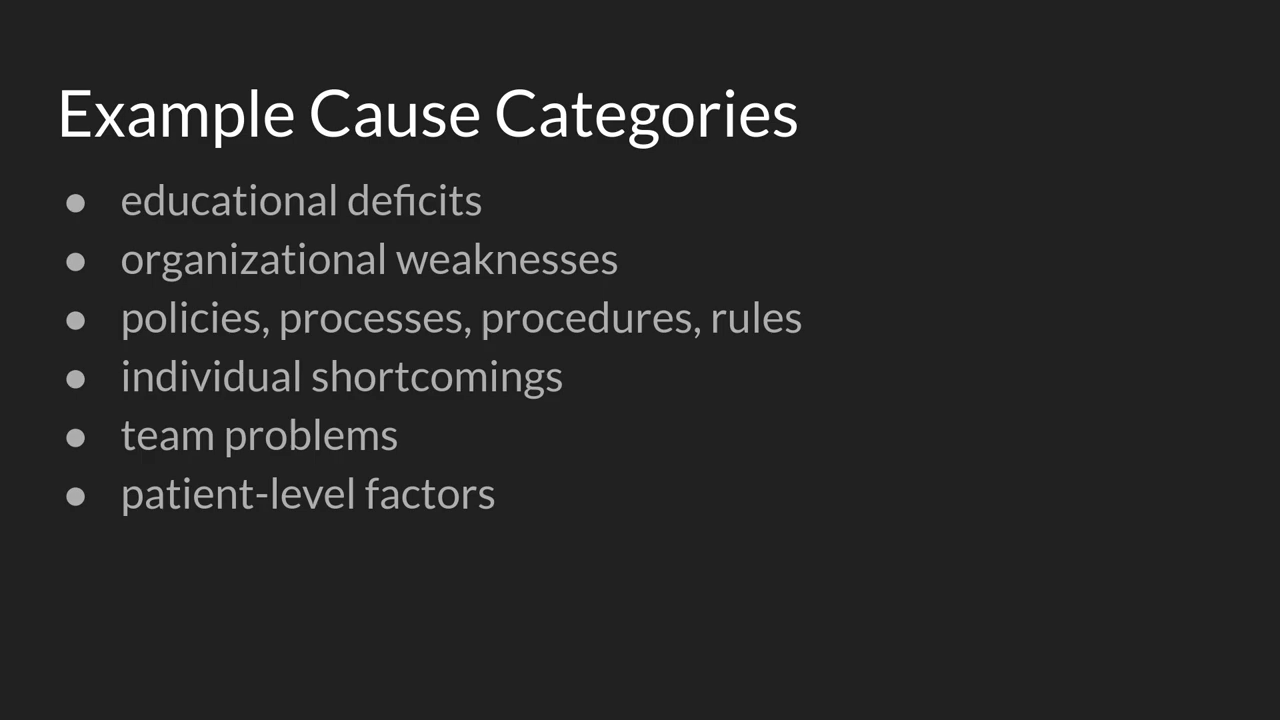 Example Cause Categories
● educational deficits
● organizational weaknesses
● policies, processes, procedures, rules
● individual shortcomings
● team problems
● patient-level factors